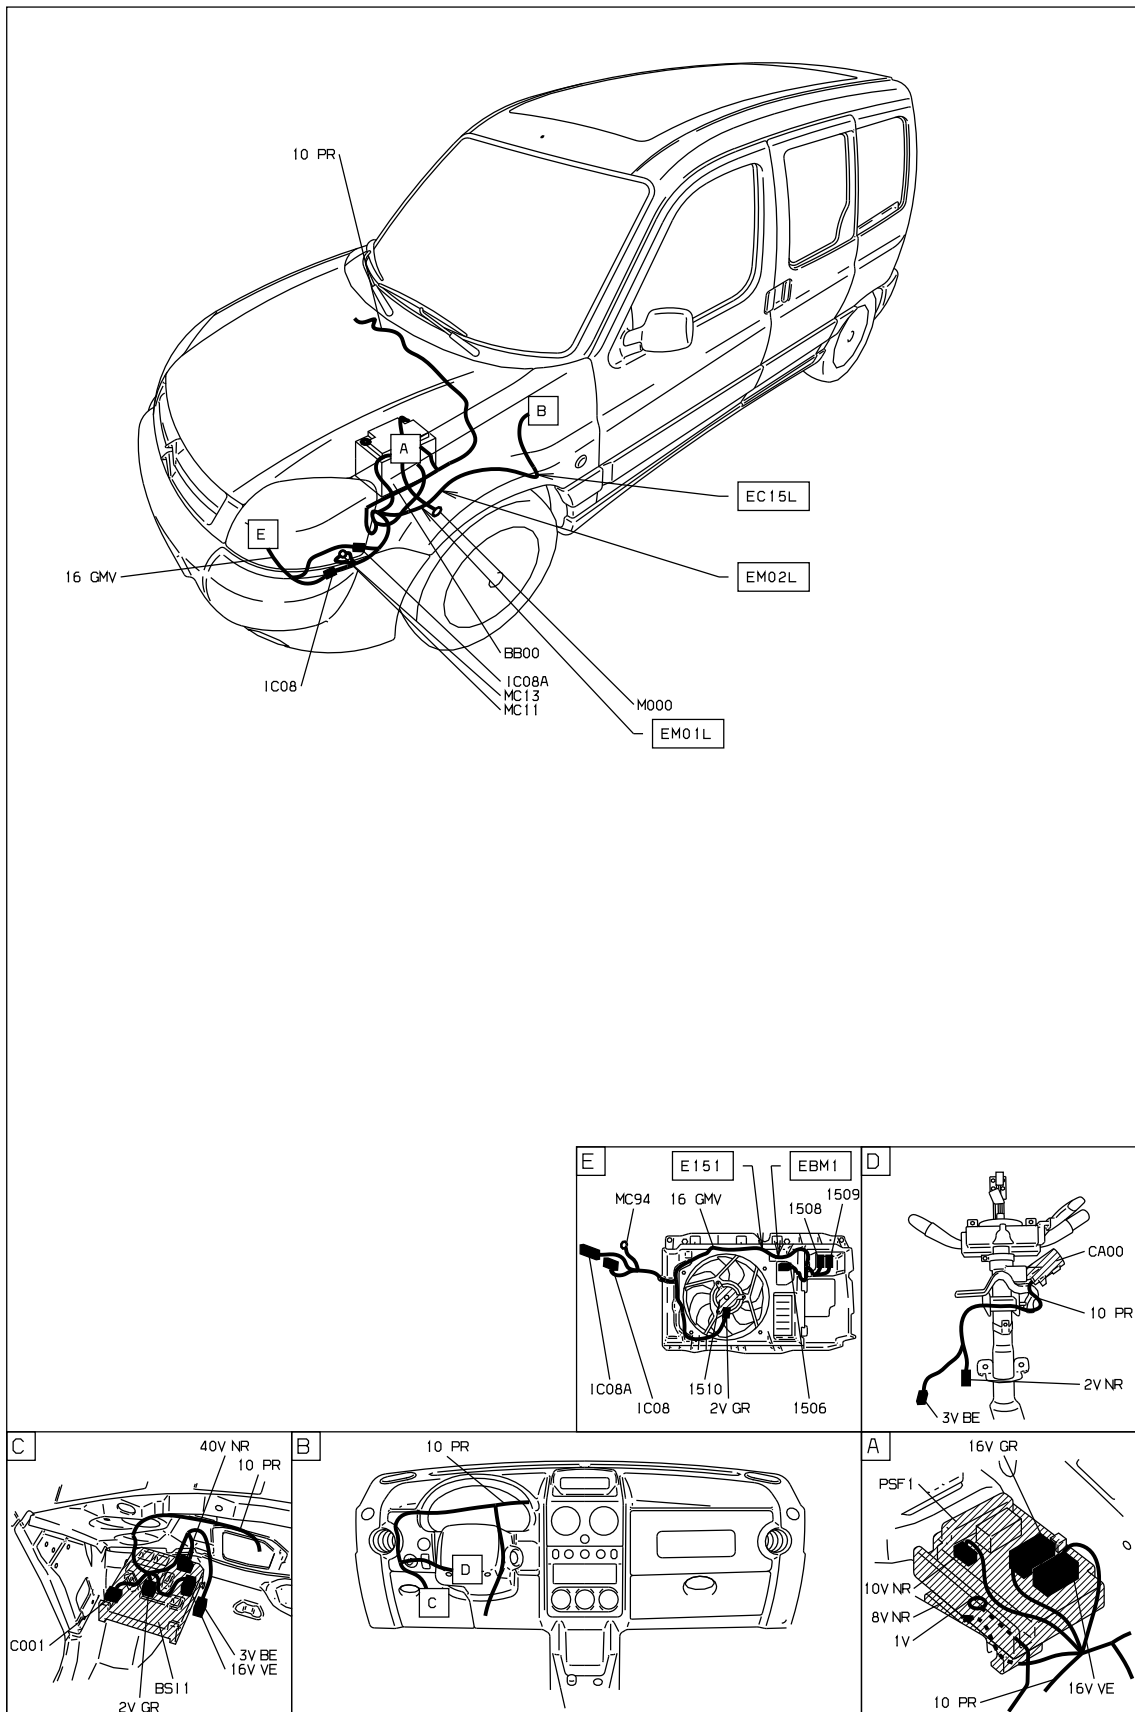 10 PR
B
A
EC15L
E
16 GMV
EM02L
BB00
IC08
IC08A
MC13
MC11
M000
EM01L
E
E151
EBM1
MC94
16 GMV
1508
1509
IC08A
IC08
1510
2V GR
1506
D
CA00
10 PR
2V NR
3V BE
C
40V NR
10 PR
C001
3V BE
16V VE
BSI1
2V GR
B
10 PR
D
C
A
16V GR
PSF1
10V NR
8V NR
1V
10 PR
16V VE